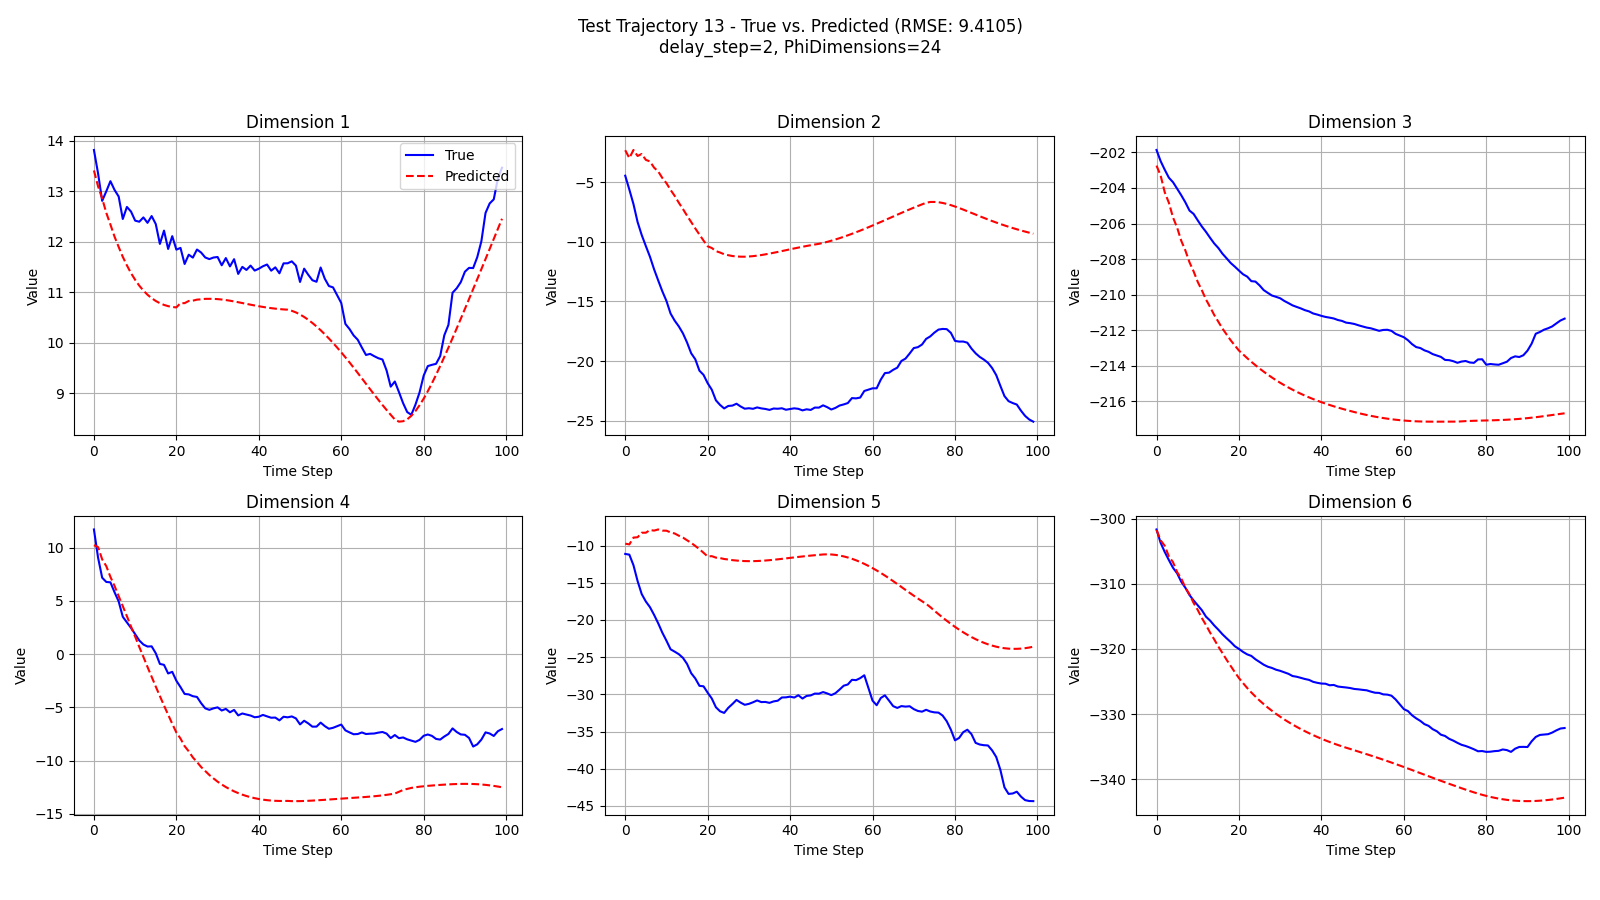 Test Trajectory 13 - True vs. Predicted (RMSE: 9.4105)
delay_step=2, PhiDimensions=24
Dimension 1
14
13
12
11
10
9
Value
0 20 40 60 80 100
Time Step
True
Predicted
Dimension 2
−5
−10
−15
−20
−25
Value
0 20 40 60 80 100
Time Step
Dimension 3
−202
−204
−206
−208
−210
−212
−214
−216
Value
0 20 40 60 80 100
Time Step
Dimension 4
10
5
0
−5
−10
−15
Value
0 20 40 60 80 100
Time Step
Dimension 5
−10
−15
−20
−25
−30
−35
−40
−45
Value
0 20 40 60 80 100
Time Step
Dimension 6
−300
−310
−320
−330
−340
Value
0 20 40 60 80 100
Time Step